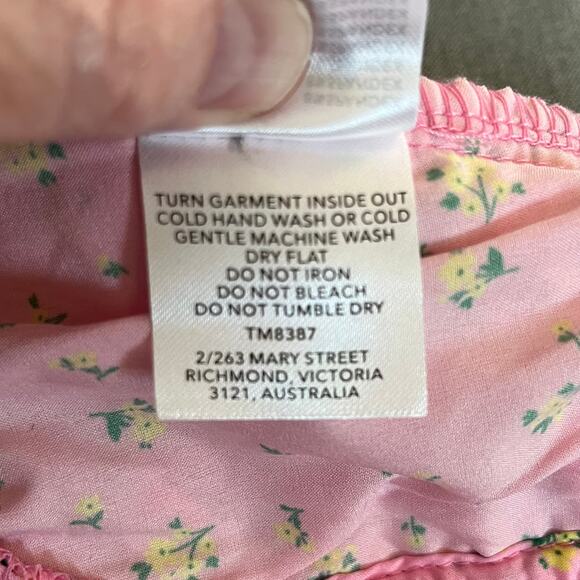 TURN GARMENT INSIDE OUT
COLD HAND WASH OR COLD
GENTLE MACHINE WASH
DRY FLAT
DO NOT IRON
DO NOT BLEACH
DO NOT TUMBLE DRY
TM8387
2/263 MARY STREET
RICHMOND, VICTORIA
3121, AUSTRALIA